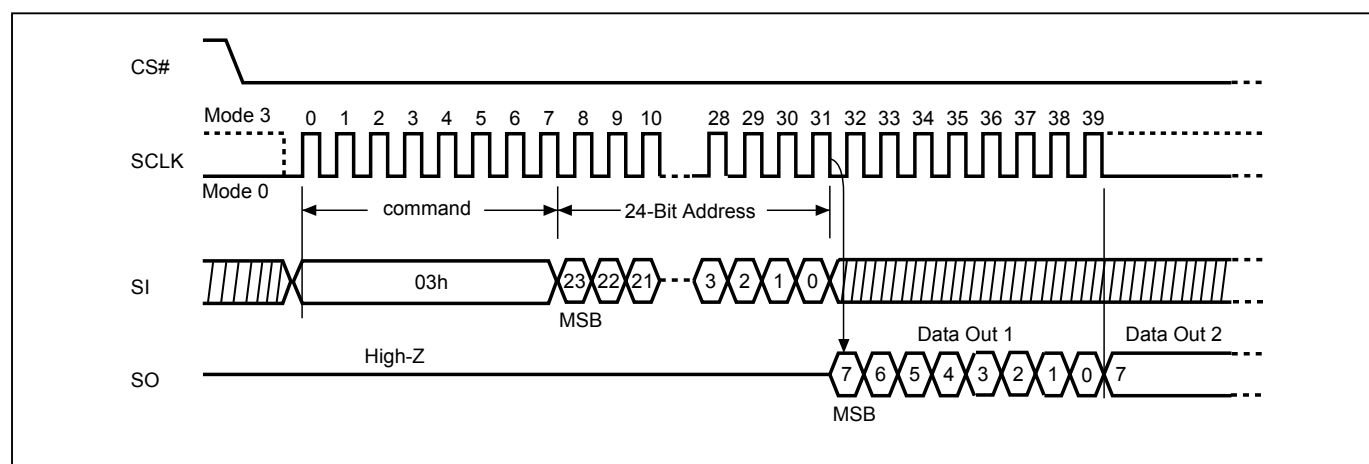 CS#
Mode 3
0 1 2 3 4 5 6 7 8 9 10 28 29 30 31 32 33 34 35 36 37 38 39
SCLK
Mode 0
command
24-Bit Address
SI
03h
23 22 21 3 2 1 0
MSB
Data Out 1
Data Out 2
High-Z
SO
7 6 5 4 3 2 1 0 7
MSB